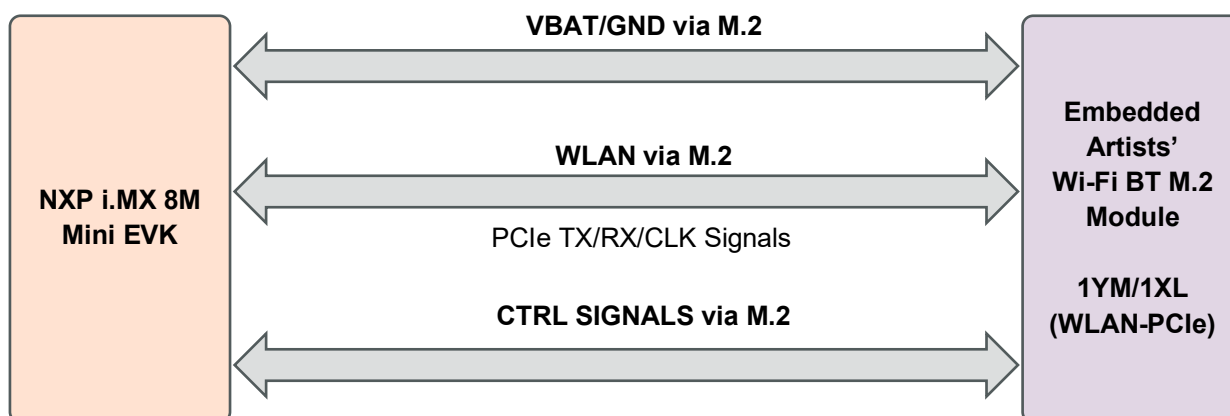 VBAT/GND via M.2
NXP i.MX 8M
Mini EVK
WLAN via M.2
PCIe TX/RX/CLK Signals
CTRL SIGNALS via M.2
Embedded
Artists’
Wi-Fi BT M.2
Module
1YM/1XL
(WLAN-PCIe)